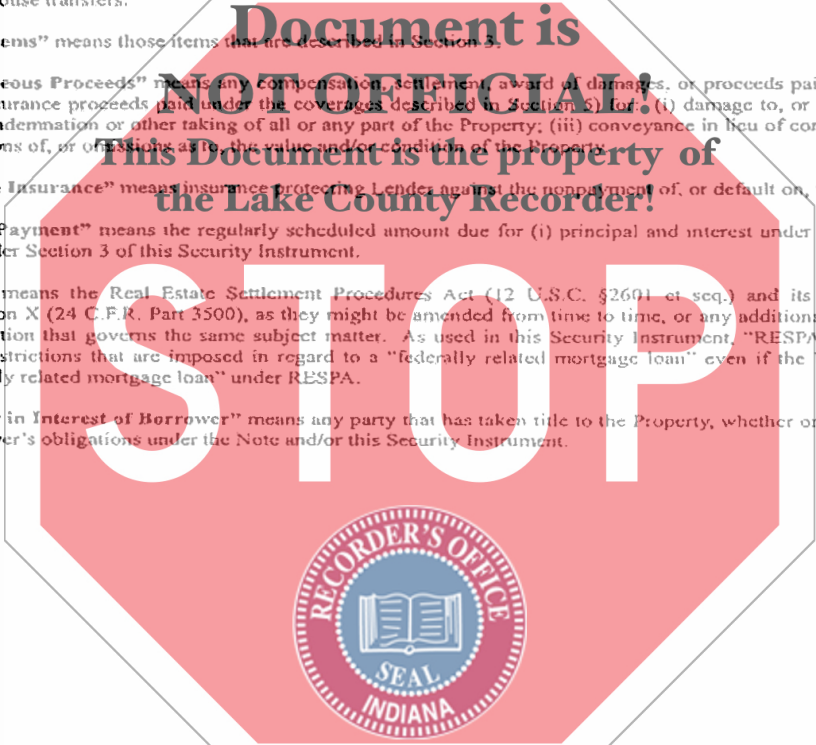 ouse transfers.
Document is
ems” means those items that are described in Section 3.
NOT OFFICIAL!
eous Proceeds” means any compensation, settlement, award of damages, or proceeds pai
urance proceeds paid under the coverages described in Section 5) for: (i) damage to, or
demnation or other taking of all or any part of the Property; (iii) conveyance in lieu of con
ns of, or omissions as to, the value and/or condition of the Property.
This Document is the property of
Insurance” means insurance protecting Lender against the nonpayment of, or default on,
the Lake County Recorder!
Payment” means the regularly scheduled amount due for (i) principal and interest under
er Section 3 of this Security Instrument.
means the Real Estate Settlement Procedures Act (12 U.S.C. §2601 et seq.) and its
on X (24 C.F.R. Part 3500), as they might be amended from time to time, or any addition
tion that governs the same subject matter. As used in this Security Instrument, “RESPA
strictions that are imposed in regard to a “federally related mortgage loan” even if the
ly related mortgage loan” under RESPA.
in Interest of Borrower” means any party that has taken title to the Property, whether or
er’s obligations under the Note and/or this Security Instrument.
STOP
RECORDER'S OFFICE
SEAL
INDIANA